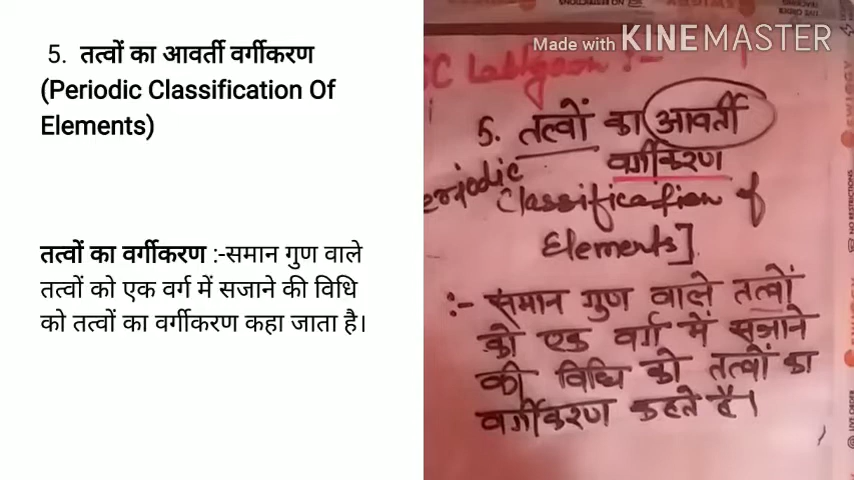 5. तत्वों का आवर्ती वर्गीकरण
(Periodic Classification Of
Elements)
तत्वों का वर्गीकरण :-समान गुण वाले
तत्वों को एक वर्ग में सजाने की विधि
को तत्वों का वर्गीकरण कहा जाता है।
Made with KINEMASTER
5. तत्वों का आवर्ती
वर्गीकरण
eriodic
Classification of
Elements]
:- समान गुण वाले तत्वों
को एक वर्ग में सजाने
की विधि को तत्वों का
वर्गीकरण कहते है।